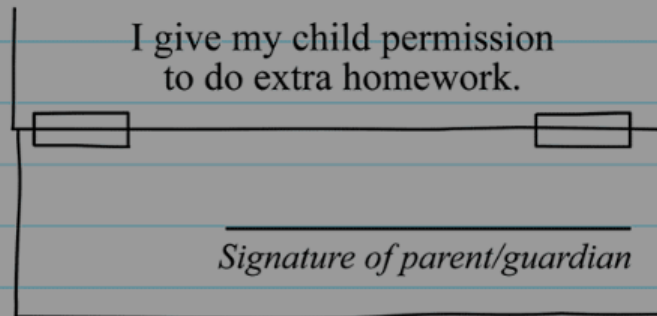 I give my child permission
to do extra homework.
Signature of parent/guardian